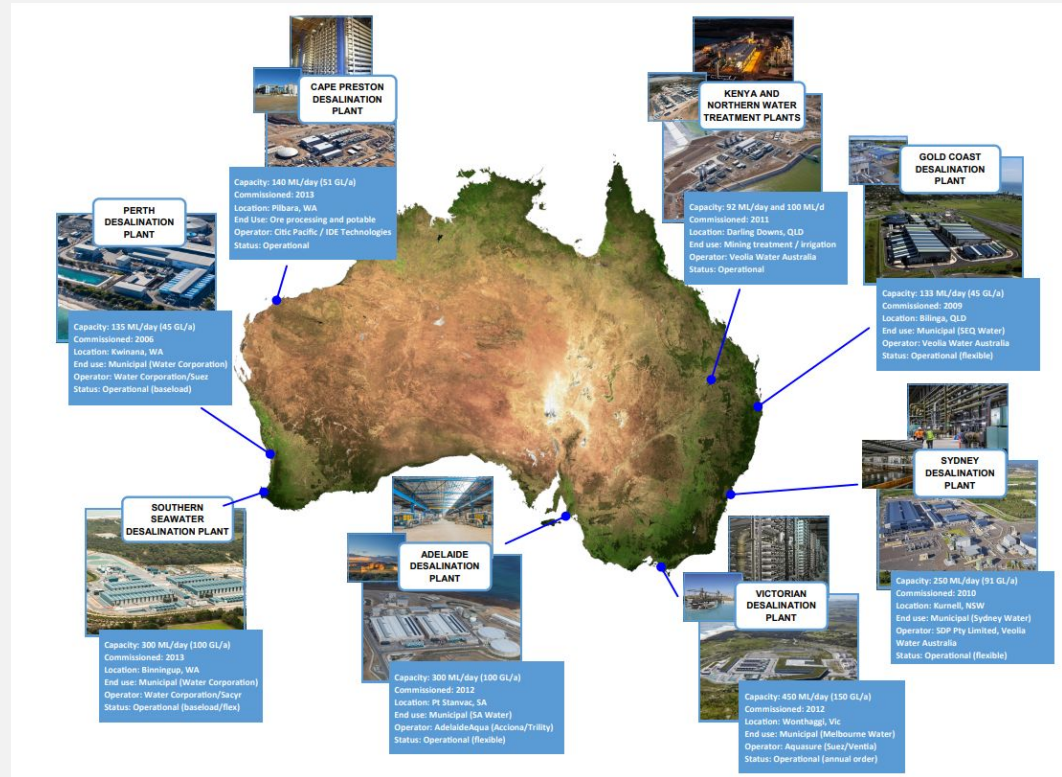 CAPE PRESTON
DESALINATION
PLANT
Capacity: 140 ML/day (51 GL/a)
Commissioned: 2013
Location: Pilbara, WA
End Use: Ore processing and potable
Operator: Citic Pacific / IDE Technologies
Status: Operational
KENYA AND
NORTHERN WATER
TREATMENT PLANTS
Capacity: 92 ML/day and 100 ML/d
Commissioned: 2011
Location: Darling Downs, QLD
End use: Mining treatment / irrigation
Operator: Veolia Water Australia
Status: Operational
GOLD COAST
DESALINATION
PLANT
Capacity: 133 ML/day (45 GL/a)
Commissioned: 2009
Location: Bilinga, QLD
End use: Municipal (SEQ Water)
Operator: Veolia Water Australia
Status: Operational (flexible)
PERTH
DESALINATION
PLANT
Capacity: 135 ML/day (45 GL/a)
Commissioned: 2006
Location: Kwinana, WA
End use: Municipal (Water Corporation)
Operator: Water Corporation/Suez
Status: Operational (baseload)
SYDNEY
DESALINATION
PLANT
Capacity: 250 ML/day (91 GL/a)
Commissioned: 2010
Location: Kurnell, NSW
End use: Municipal (Sydney Water)
Operator: SDP Pty Limited, Veolia
Water Australia
Status: Operational (flexible)
SOUTHERN
SEAWATER
DESALINATION PLANT
Capacity: 300 ML/day (100 GL/a)
Commissioned: 2013
Location: Binningup, WA
End use: Municipal (Water Corporation)
Operator: Water Corporation/Sacyr
Status: Operational (baseload/flex)
ADELAIDE
DESALINATION
PLANT
Capacity: 300 ML/day (100 GL/a)
Commissioned: 2012
Location: Pt Stanvac, SA
End use: Municipal (SA Water)
Operator: AdelaideAqua (Acciona/Trility)
Status: Operational (flexible)
VICTORIAN
DESALINATION
PLANT
Capacity: 450 ML/day (150 GL/a)
Commissioned: 2012
Location: Wonthaggi, Vic
End use: Municipal (Melbourne Water)
Operator: Aquasure (Suez/Ventia)
Status: Operational (annual order)